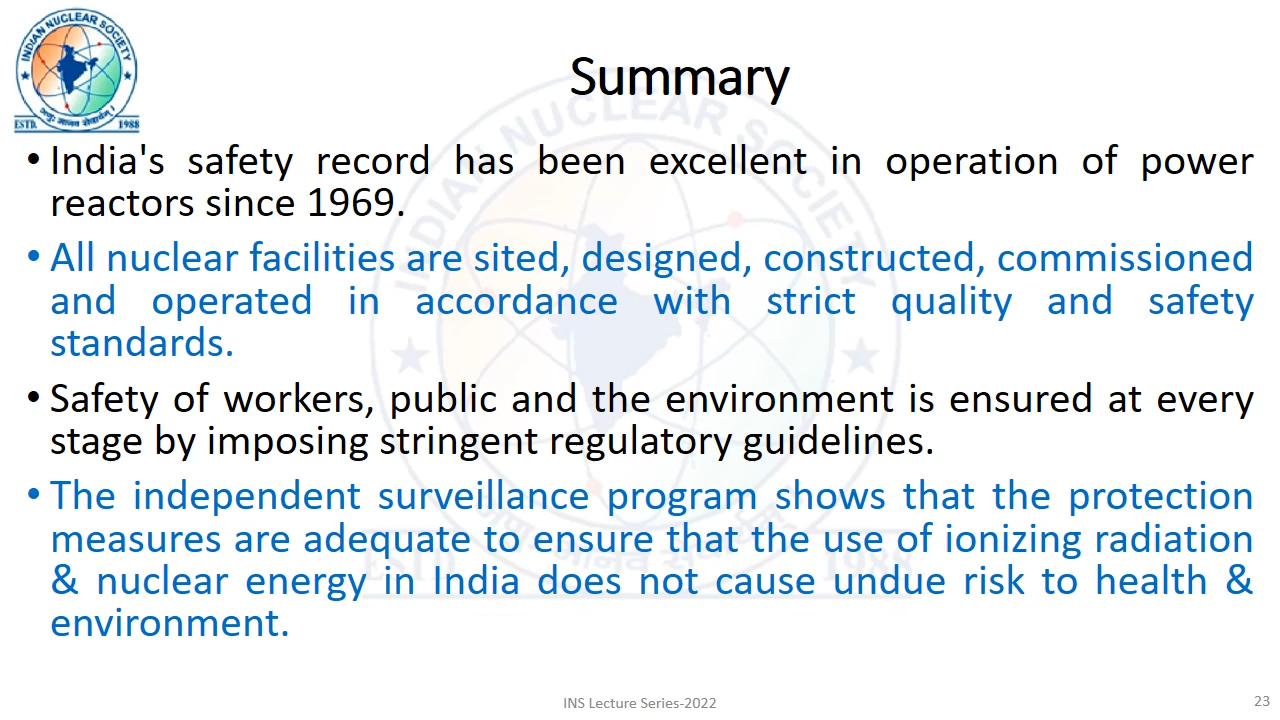 INDIAN NUCLEAR SOCIETY
ESTD. 1988
Summary
• India's safety record has been excellent in operation of power
reactors since 1969.
• All nuclear facilities are sited, designed, constructed, commissioned
and operated in accordance with strict quality and safety
standards.
• Safety of workers, public and the environment is ensured at every
stage by imposing stringent regulatory guidelines.
• The independent surveillance program shows that the protection
measures are adequate to ensure that the use of ionizing radiation
& nuclear energy in India does not cause undue risk to health &
environment.
INS Lecture Series-2022
23